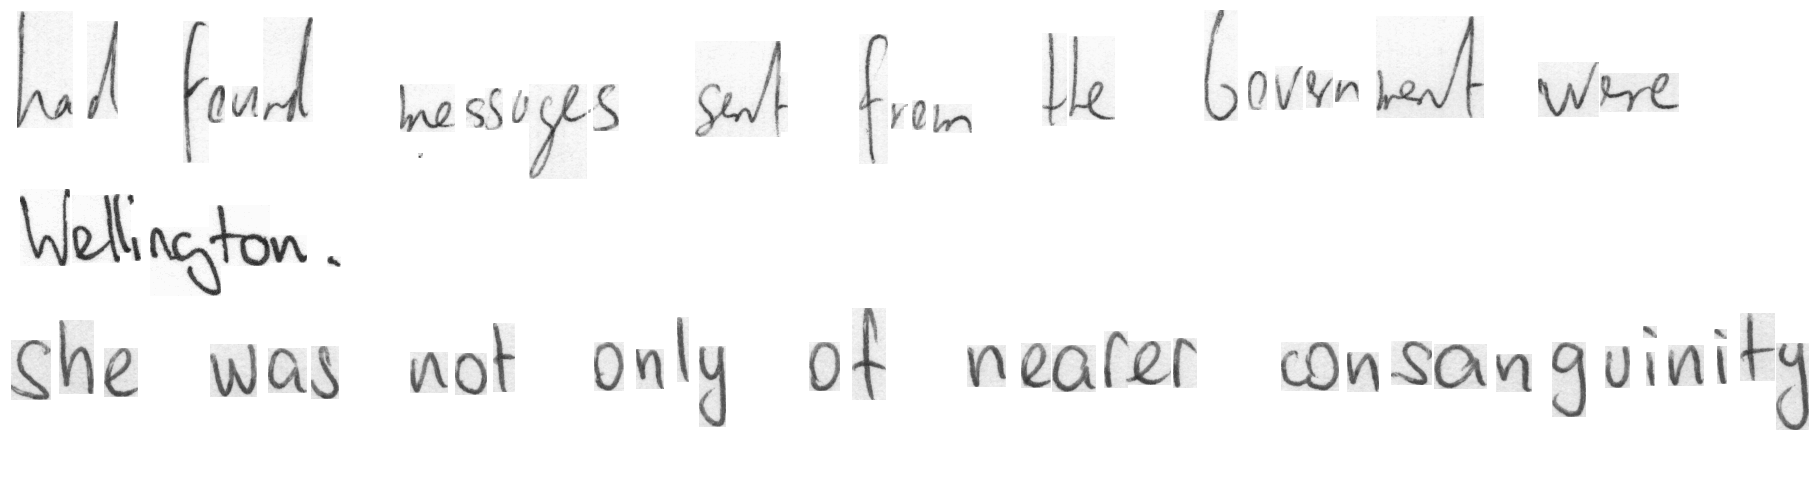 had found messages sent from the Government were
Wellington.
she was not only of nearer consanguinity